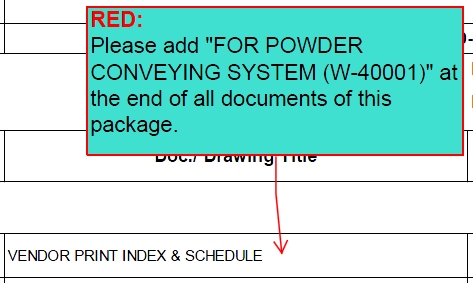 RED:
Please add "FOR POWDER
CONVEYING SYSTEM (W-40001)" at
the end of all documents of this
package.
Doc./ Drawing Title
VENDOR PRINT INDEX & SCHEDULE